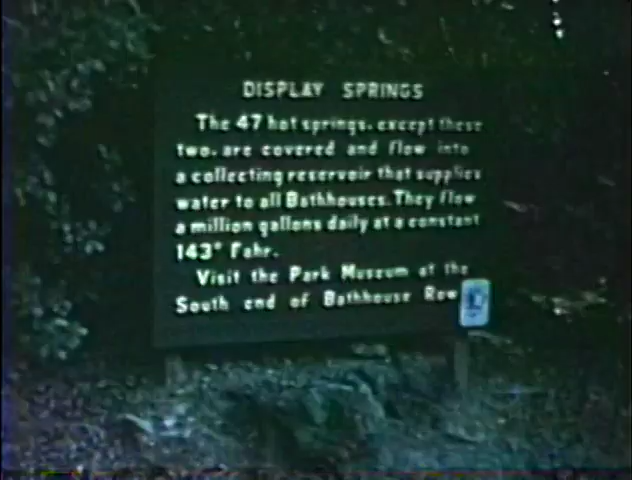 DISPLAY SPRINGS
The 47 hot springs, except these
two, are covered and flow into
a collecting reservoir that supplies
water to all Bathhouses. They flow
a million gallons daily at a constant
143° Fahr.
Visit the Park Museum at the
South end of Bathhouse Row